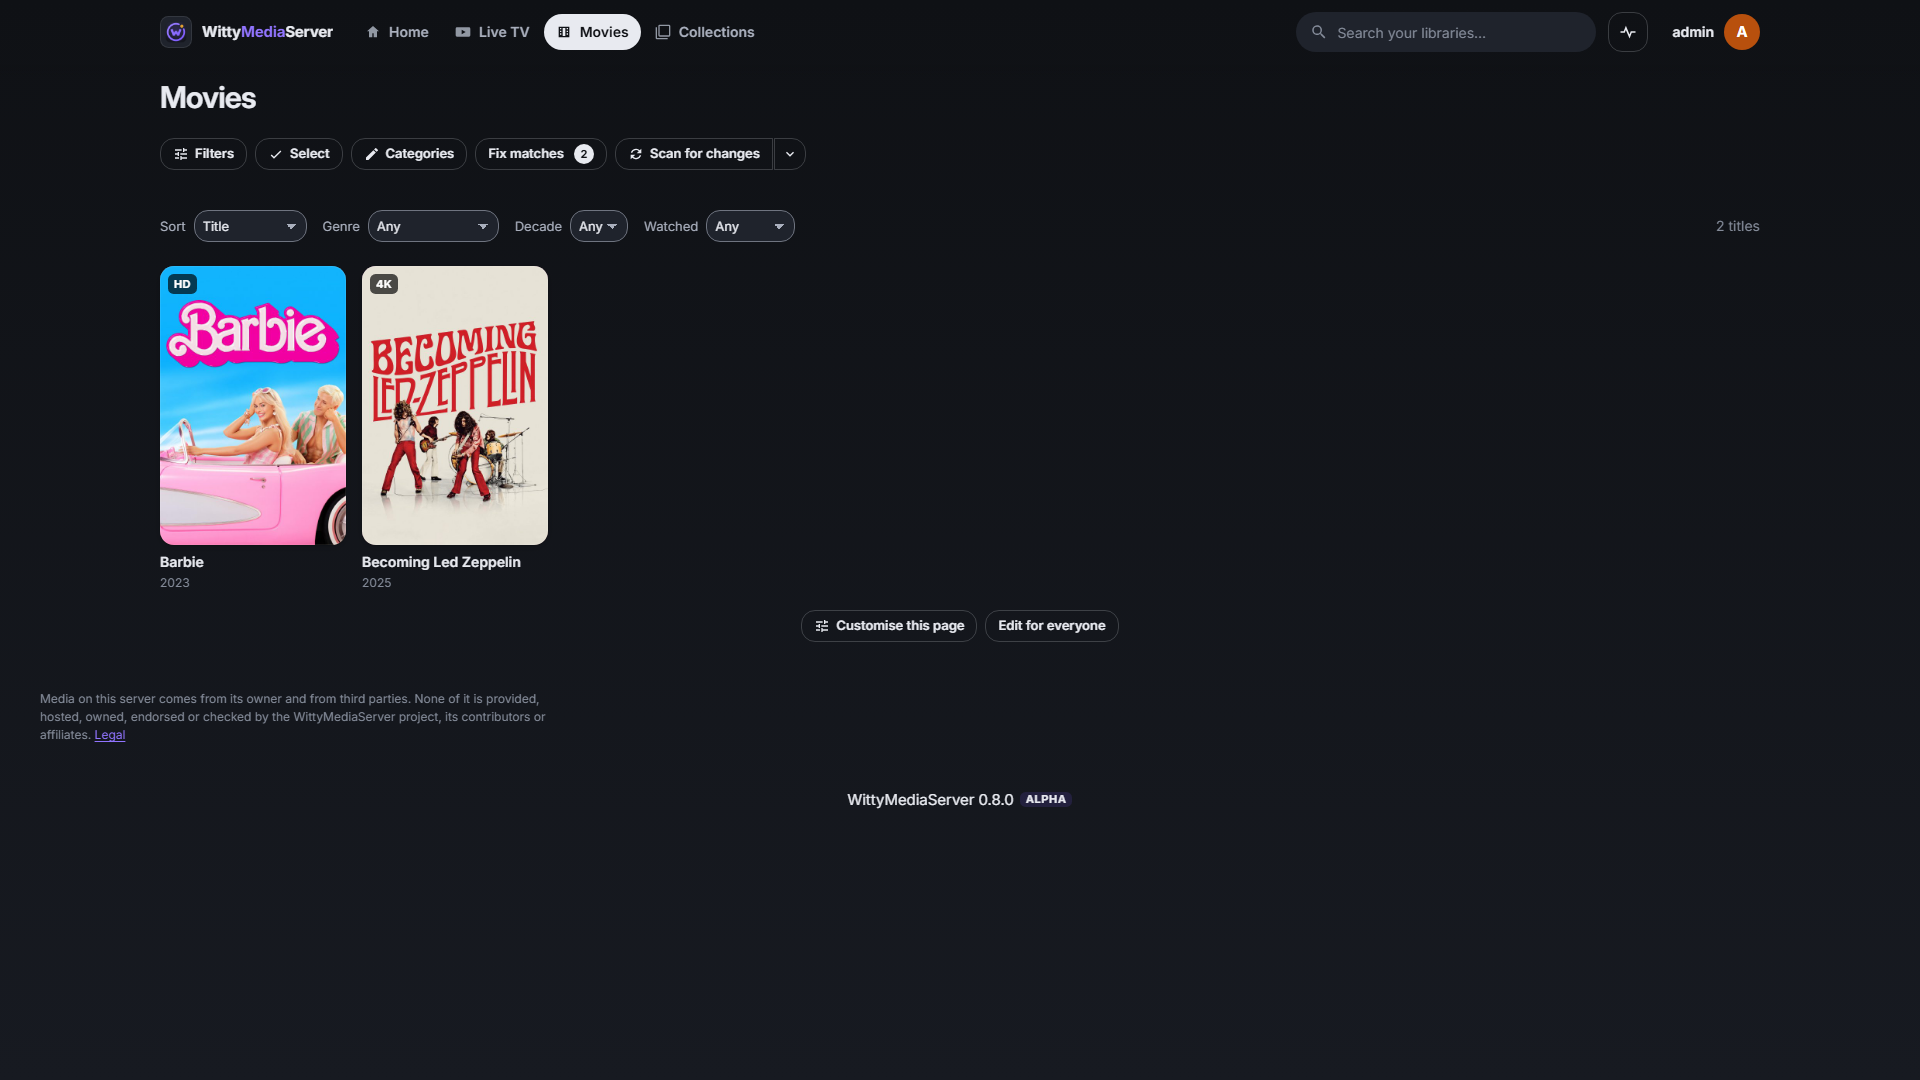 WittyMediaServer
Home
Live TV
Movies
Collections
Search your libraries...
admin
A
Movies
Filters
Select
Categories
Fix matches 2
Scan for changes
Sort Title
Genre Any
Decade Any
Watched Any
2 titles
HD
Barbie
4K
BECOMING
LED ZEPPELIN
Barbie
2023
Becoming Led Zeppelin
2025
Customise this page
Edit for everyone
Media on this server comes from its owner and from third parties. None of it is provided,
hosted, owned, endorsed or checked by the WittyMediaServer project, its contributors or
affiliates. Legal
WittyMediaServer 0.8.0 ALPHA